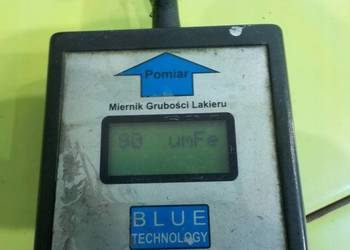 Pomiar
Miernik Grubości Lakieru
90 umFe
BLUE
TECHNOLOGY